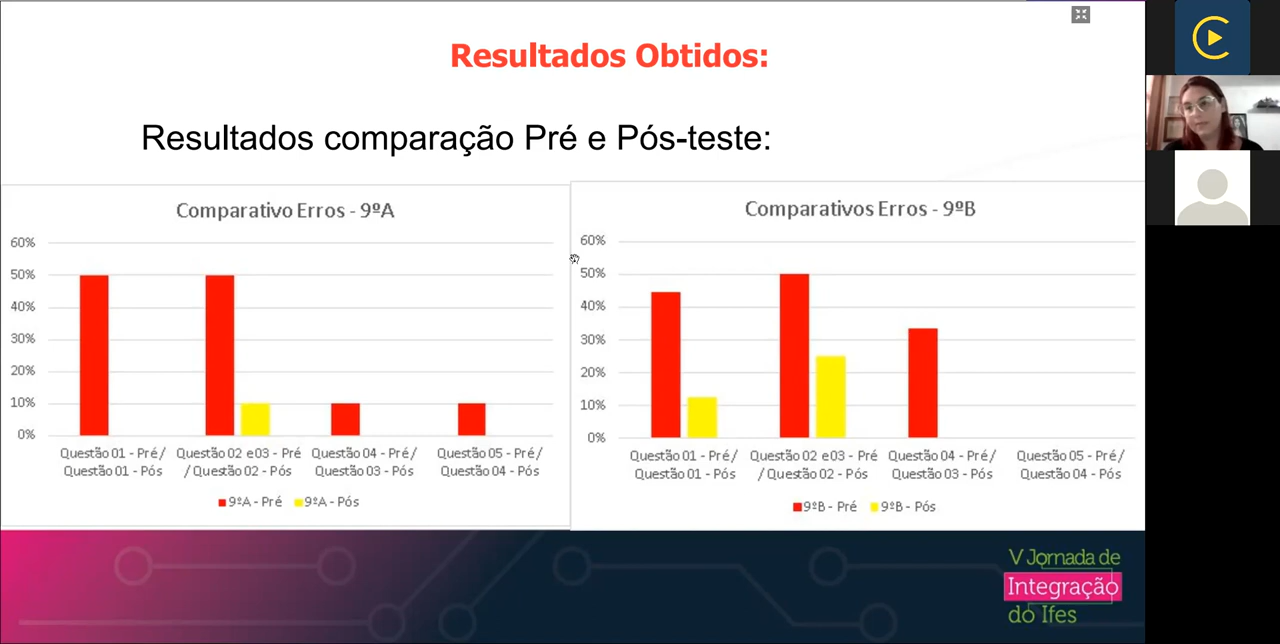 Resultados Obtidos:
Resultados comparação Pré e Pós-teste:
Comparativo Erros - 9ºA
60%
50%
40%
30%
20%
10%
0%
Questão 01 - Pré/
Questão 01 - Pós
Questão 02 e03 - Pré
/ Questão 02 - Pós
Questão 04 - Pré/
Questão 03 - Pós
Questão 05 - Pré/
Questão 04 - Pós
9ºA - Pré
9ºA - Pós
Comparativos Erros - 9ºB
60%
50%
40%
30%
20%
10%
0%
Questão 01 - Pré/
Questão 01 - Pós
Questão 02 e03 - Pré
/ Questão 02 - Pós
Questão 04 - Pré/
Questão 03 - Pós
Questão 05 - Pré/
Questão 04 - Pós
9ºB - Pré
9ºB - Pós
V Jornada de
Integração
do Ifes